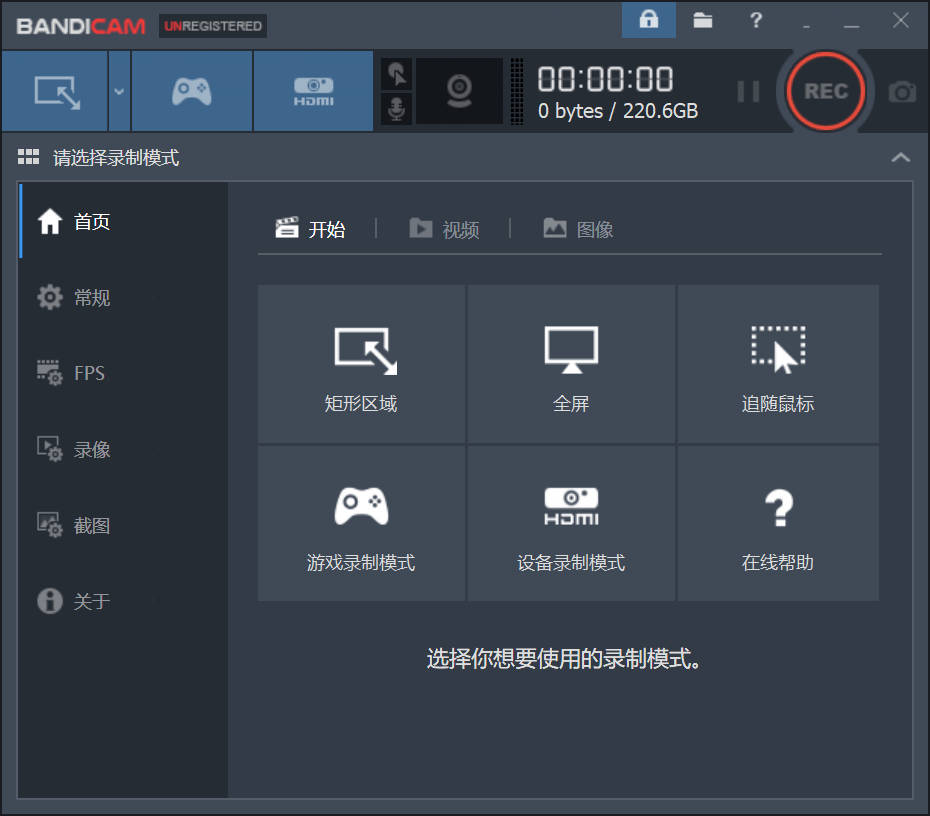 BANDICAM UNREGISTERED ?
HDMI
00:00:00
0 bytes / 220.6GB
REC
请选择录制模式
首页
常规
FPS
录像
截图
关于
开始 视频 图像
矩形区域 全屏 追随鼠标
HDMI ?
游戏录制模式 设备录制模式 在线帮助
选择你想要使用的录制模式。